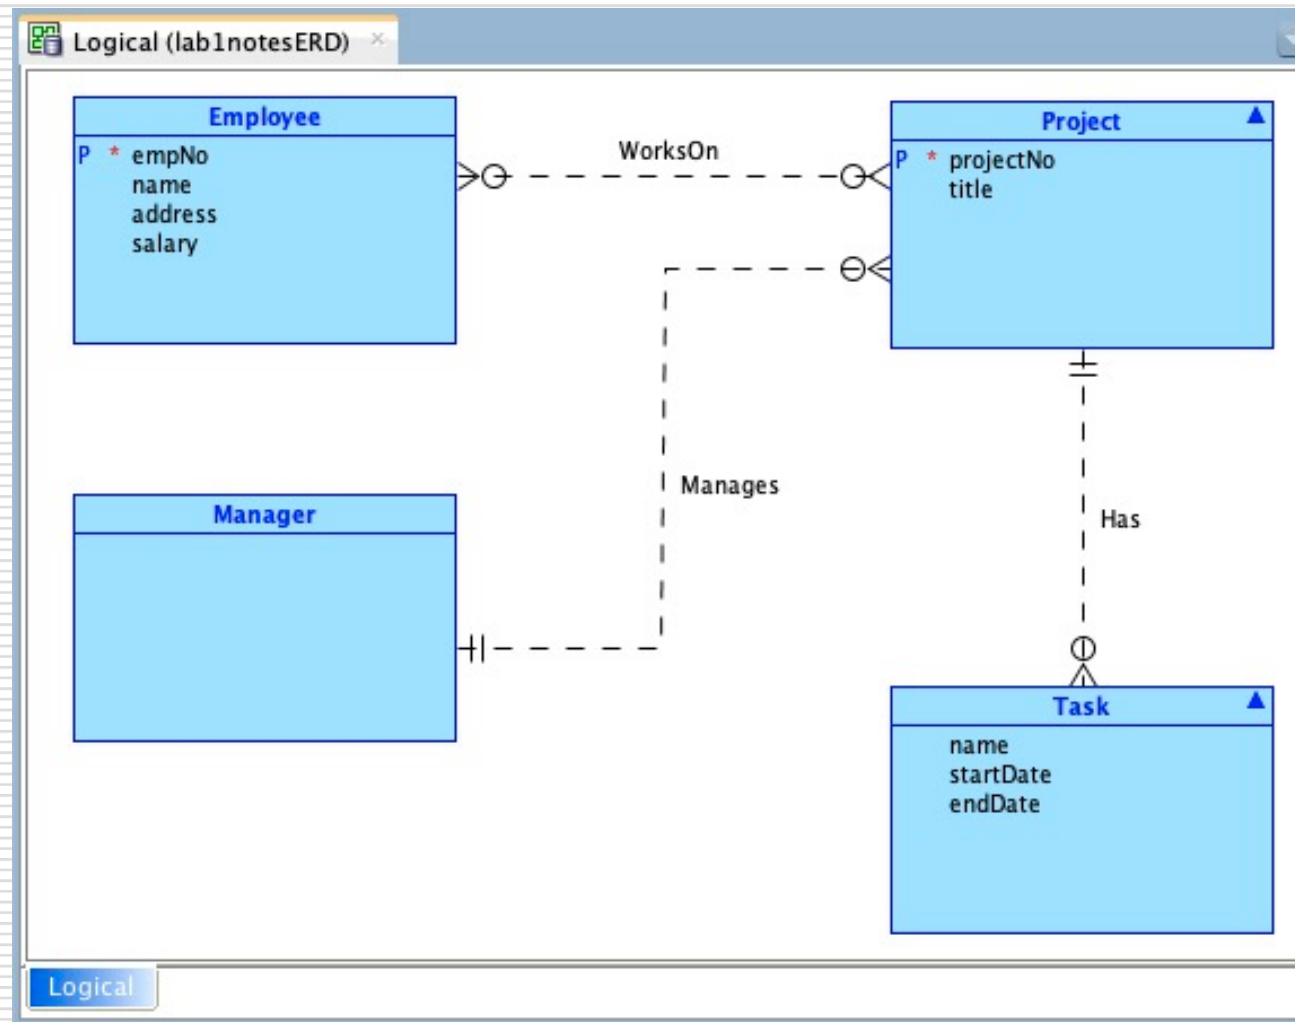 Logical (lab1notesERD)
Employee
P * empNo
name
address
salary
WorksOn
Project
P * projectNo
title
Manages
Manager
Has
Task
name
startDate
endDate
Logical